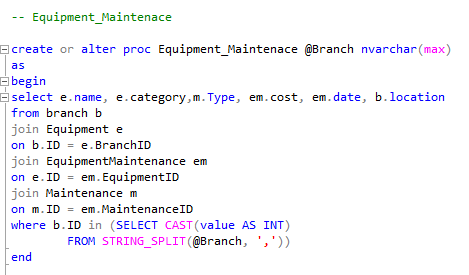 -- Equipment_Maintenace
create or alter proc Equipment_Maintenace @Branch nvarchar(max)
as
begin
select e.name, e.category,m.Type, em.cost, em.date, b.location
from branch b
join Equipment e
on b.ID = e.BranchID
join EquipmentMaintenance em
on e.ID = em.EquipmentID
join Maintenance m
on m.ID = em.MaintenanceID
where b.ID in (SELECT CAST(value AS INT)
FROM STRING_SPLIT(@Branch, ','))
end